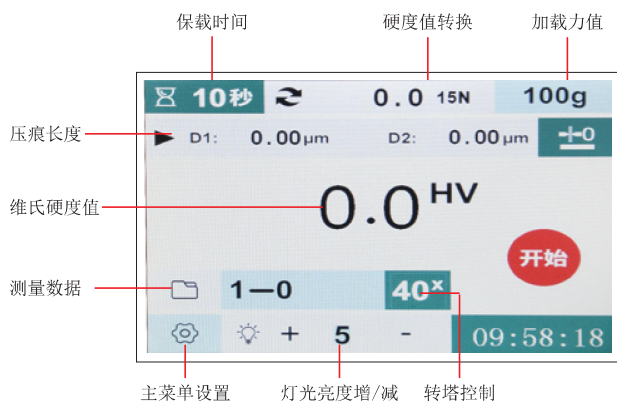 保载时间 硬度值转换 加载力值
10秒 0.0 15N 100g
压痕长度 D1: 0.00μm D2: 0.00μm 0
维氏硬度值 0.0 HV
开始
测量数据 1—0 40×
+ 5 - 09:58:18
主菜单设置 灯光亮度增/减 转塔控制